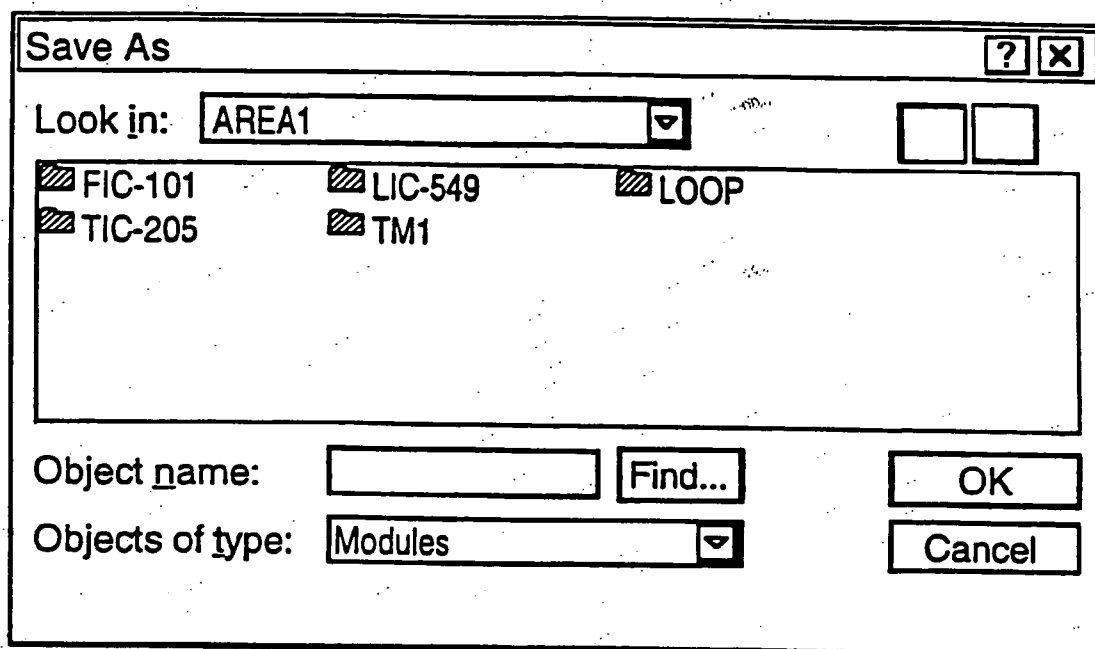 Save As ?
Look in: AREA1
FIC-101 LIC-549 LOOP
TIC-205 TM1
Object name: Find... OK
Objects of type: Modules Cancel